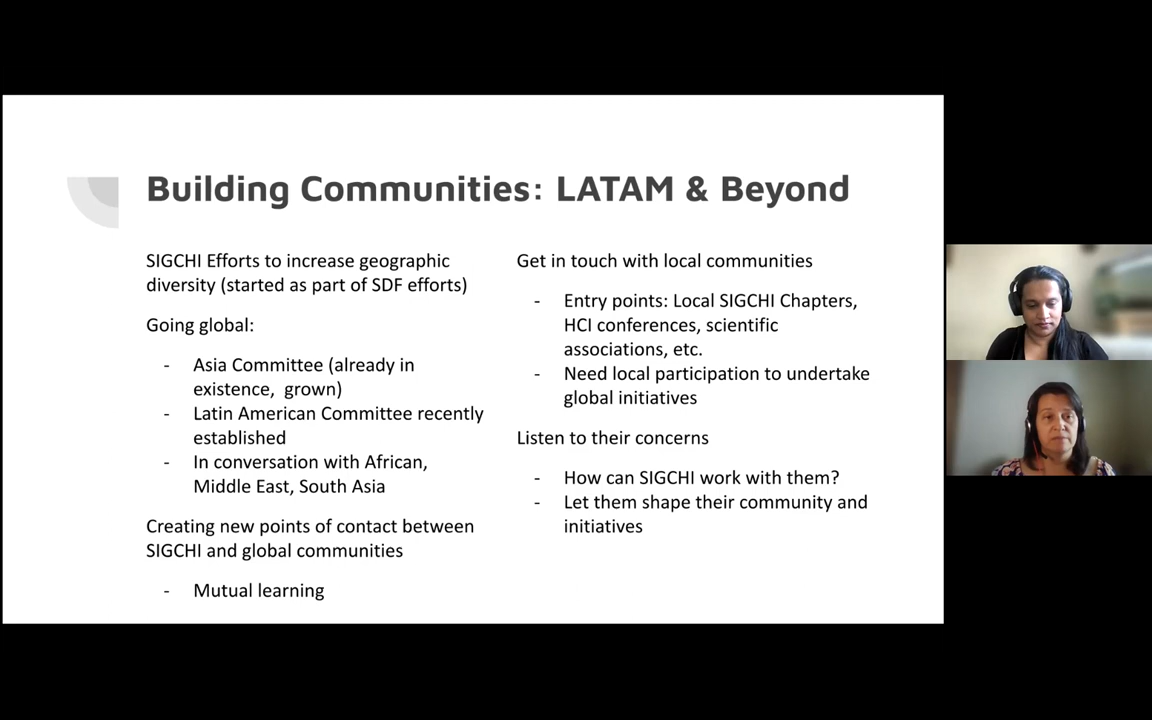 Building Communities: LATAM & Beyond
SIGCHI Efforts to increase geographic
diversity (started as part of SDF efforts)
Going global:
- Asia Committee (already in
existence, grown)
- Latin American Committee recently
established
- In conversation with African,
Middle East, South Asia
Creating new points of contact between
SIGCHI and global communities
- Mutual learning
Get in touch with local communities
- Entry points: Local SIGCHI Chapters,
HCI conferences, scientific
associations, etc.
- Need local participation to undertake
global initiatives
Listen to their concerns
- How can SIGCHI work with them?
- Let them shape their community and
initiatives